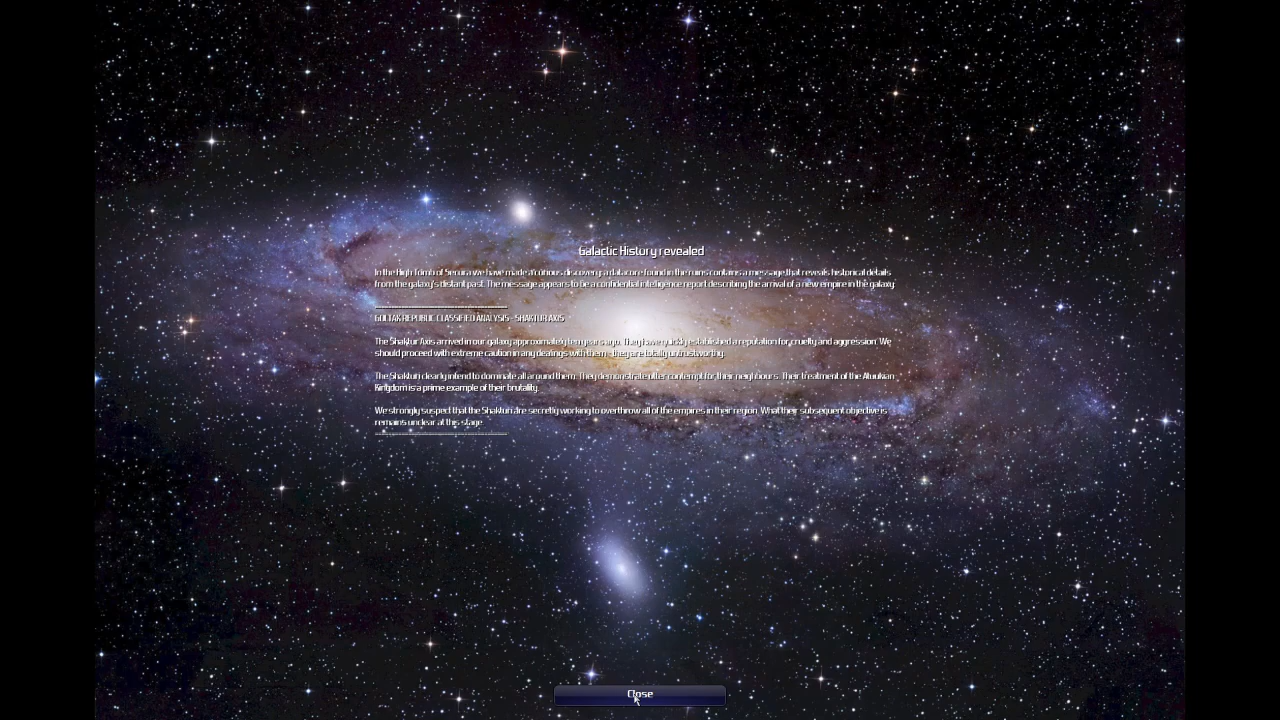 Galactic History revealed
In the High Tomb of Secura we have made a curious discovery: a datacore found in the ruins contains a message that reveals historical details
from the galaxy's distant past. The message appears to be a confidential intelligence report describing the arrival of a new empire in the galaxy:
----------------------------------------
GOLTAK REPUBLIC CLASSIFIED ANALYSIS - SHAKTUR AXIS
The Shaktur Axis arrived in our galaxy approximately ten years ago. They have quickly established a reputation for cruelty and aggression. We
should proceed with extreme caution in any dealings with them - they are totally untrustworthy.
The Shakturi clearly intend to dominate all around them. They demonstrate utter contempt for their neighbours. Their treatment of the Atuukian
Kingdom is a prime example of their brutality.
We strongly suspect that the Shakturi are secretly working to overthrow all of the empires in their region. What their subsequent objective is
remains unclear at this stage.
----------------------------------------
Close